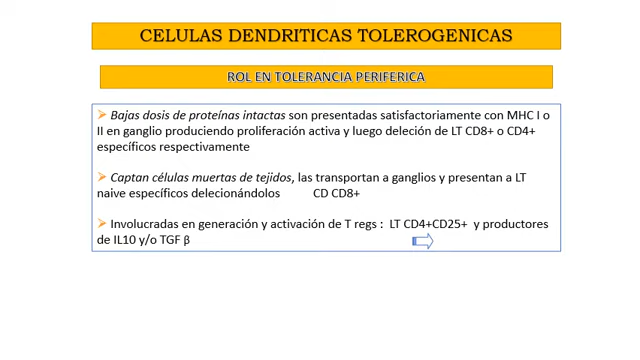 CELULAS DENDRITICAS TOLEROGENICAS
ROL EN TOLERANCIA PERIFERICA
Bajas dosis de proteínas intactas son presentadas satisfactoriamente con MHC I o
II en ganglio produciendo proliferación activa y luego deleción de LT CD8+ o CD4+
específicos respectivamente
Captan células muertas de tejidos, las transportan a ganglios y presentan a LT
naive específicos delecionándolos CD CD8+
Involucradas en generación y activación de T regs : LT CD4+CD25+ y productores
de IL10 y/o TGF β